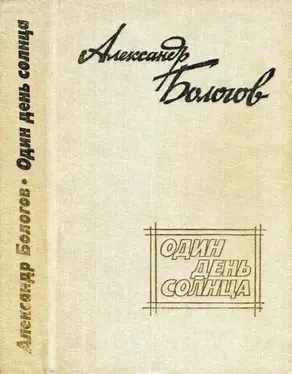 Александр Бологов • Один день солнца
Александр
Бологов
ОДИН
ДЕНЬ
СОЛНЦА